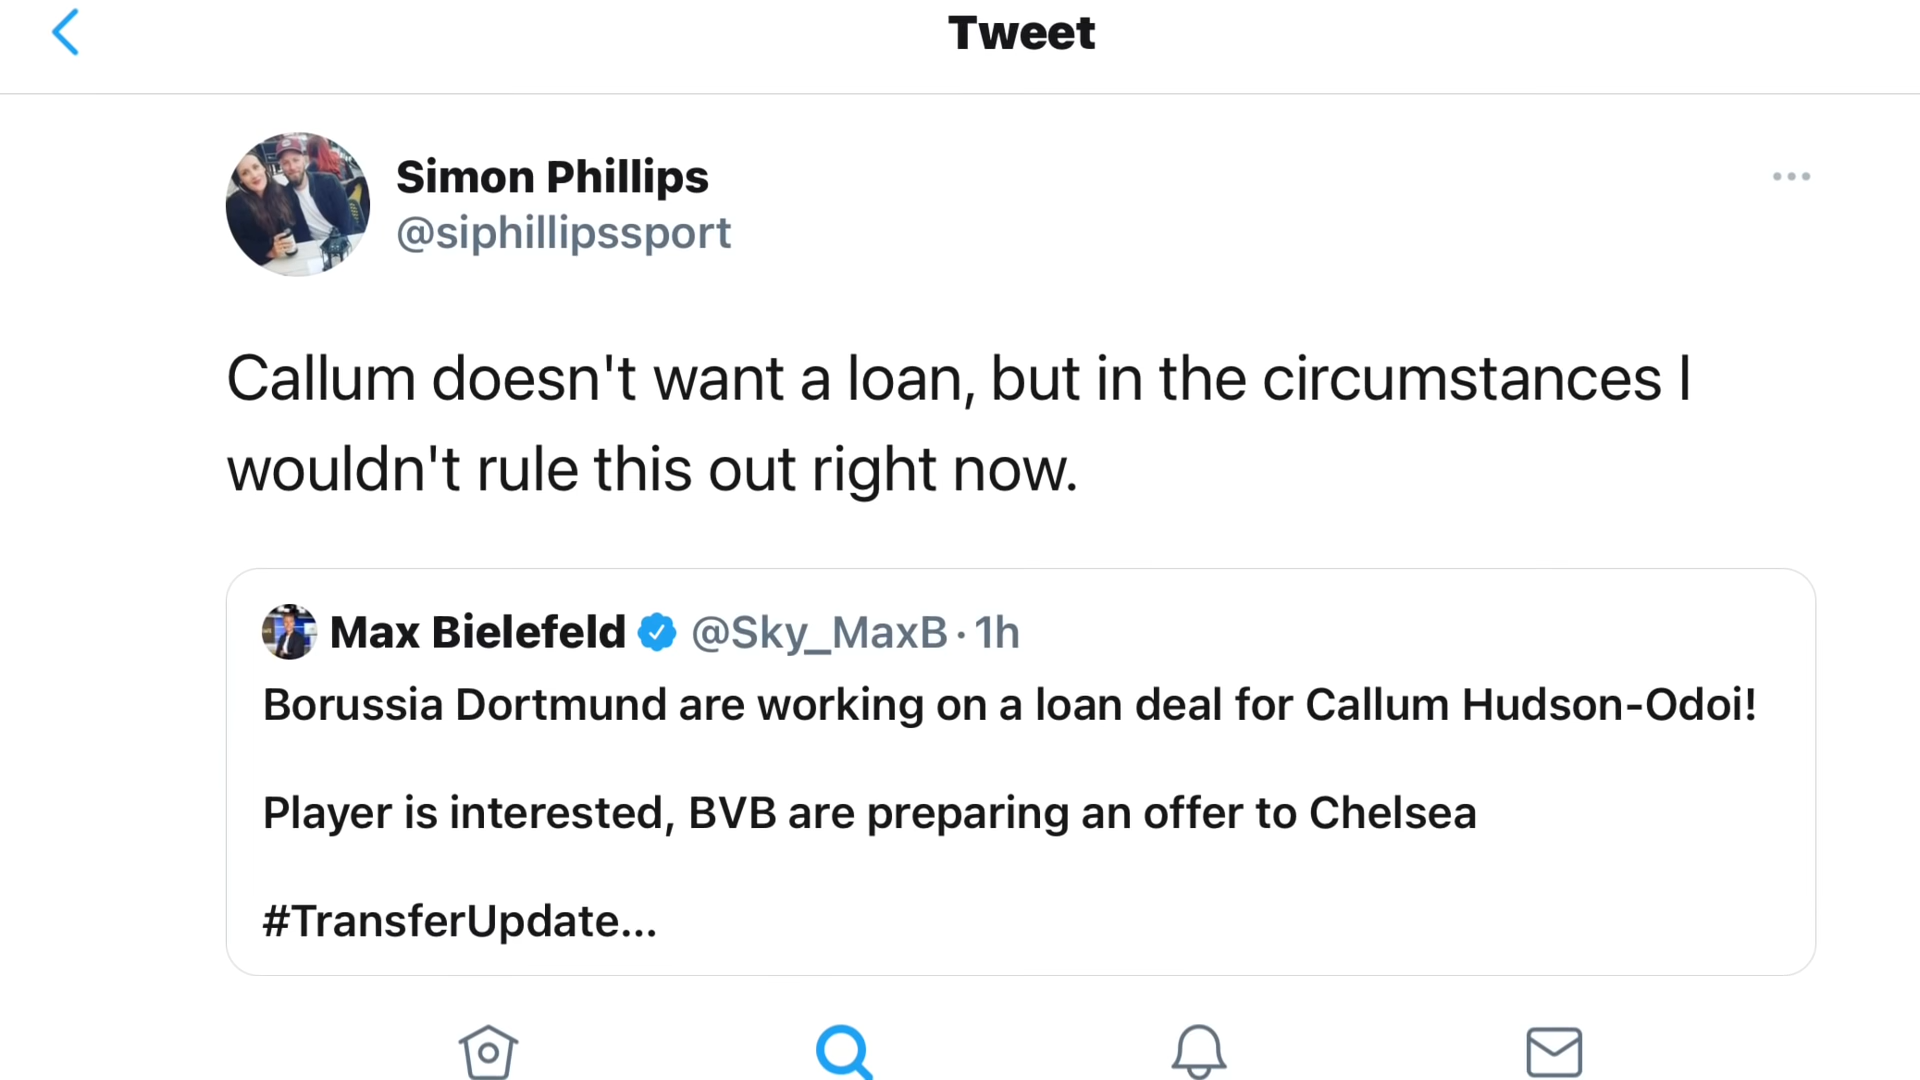 Tweet
Simon Phillips
@siphillipssport
Callum doesn't want a loan, but in the circumstances I
wouldn't rule this out right now.
Max Bielefeld @Sky_MaxB · 1h
Borussia Dortmund are working on a loan deal for Callum Hudson-Odoi!
Player is interested, BVB are preparing an offer to Chelsea
#TransferUpdate...